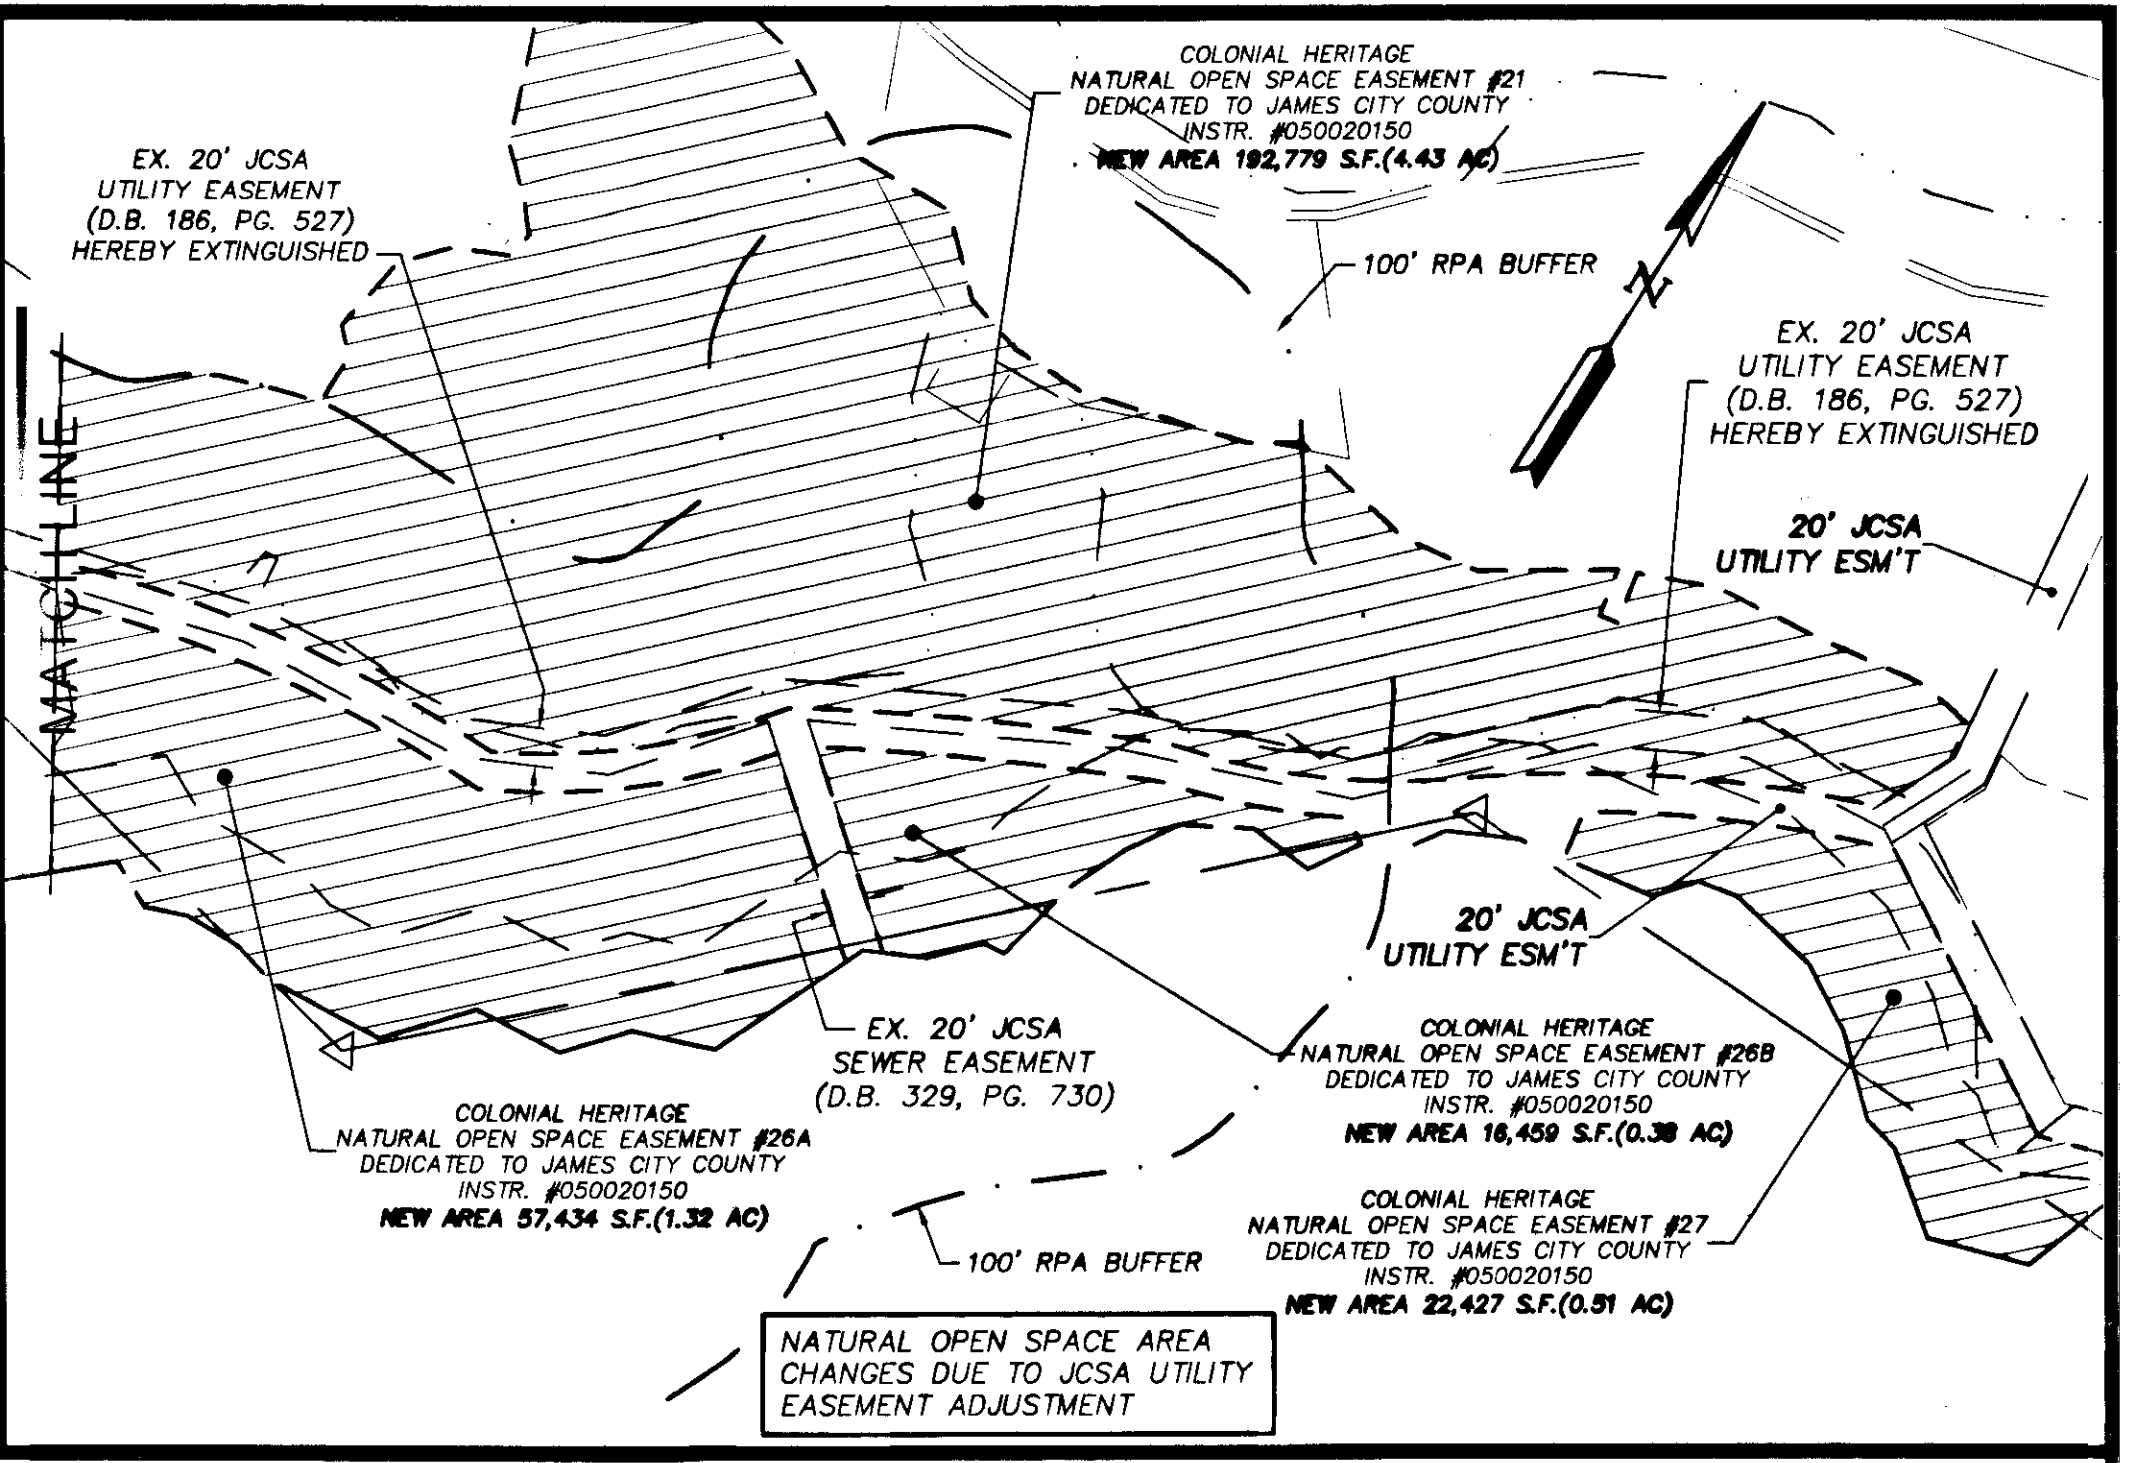 COLONIAL HERITAGE
NATURAL OPEN SPACE EASEMENT #21
DEDICATED TO JAMES CITY COUNTY
INSTR. #050020150
NEW AREA 192,779 S.F.(4.43 AC)
EX. 20' JCSA
UTILITY EASEMENT
(D.B. 186, PG. 527)
HEREBY EXTINGUISHED
100' RPA BUFFER
N
EX. 20' JCSA
UTILITY EASEMENT
(D.B. 186, PG. 527)
HEREBY EXTINGUISHED
MATCHLINE
20' JCSA
UTILITY ESM'T
20' JCSA
UTILITY ESM'T
EX. 20' JCSA
SEWER EASEMENT
(D.B. 329, PG. 730)
COLONIAL HERITAGE
NATURAL OPEN SPACE EASEMENT #26B
DEDICATED TO JAMES CITY COUNTY
INSTR. #050020150
NEW AREA 16,459 S.F.(0.38 AC)
COLONIAL HERITAGE
NATURAL OPEN SPACE EASEMENT #26A
DEDICATED TO JAMES CITY COUNTY
INSTR. #050020150
NEW AREA 57,434 S.F.(1.32 AC)
COLONIAL HERITAGE
NATURAL OPEN SPACE EASEMENT #27
DEDICATED TO JAMES CITY COUNTY
INSTR. #050020150
NEW AREA 22,427 S.F.(0.51 AC)
100' RPA BUFFER
NATURAL OPEN SPACE AREA
CHANGES DUE TO JCSA UTILITY
EASEMENT ADJUSTMENT